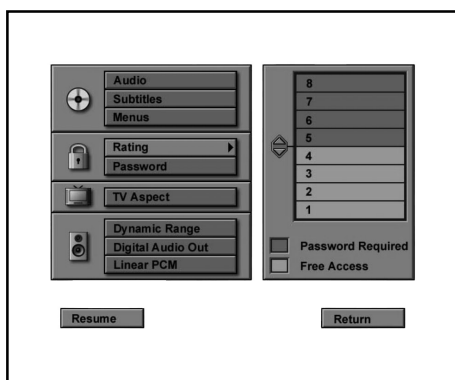 Audio
Subtitles
Menus
Rating
Password
TV Aspect
Dynamic Range
Digital Audio Out
Linear PCM
8
7
6
5
4
3
2
1
Password Required
Free Access
Resume
Return